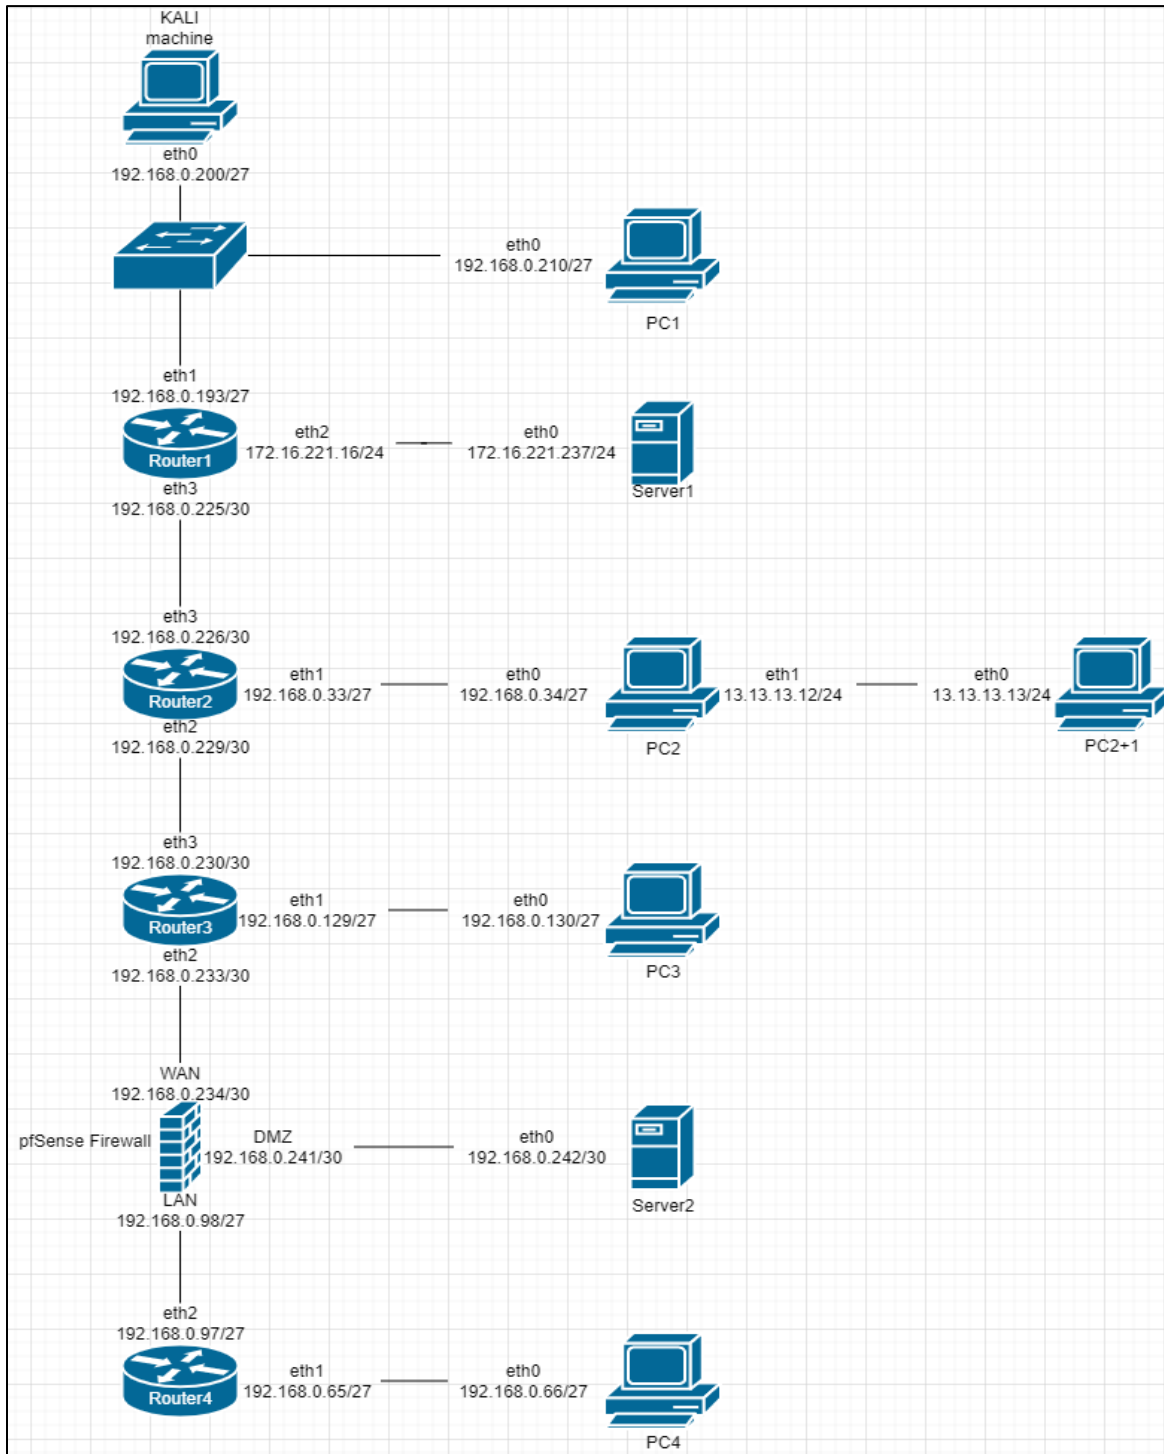 KALI
machine
eth0
192.168.0.200/27
eth0
192.168.0.210/27
PC1
eth1
192.168.0.193/27
Router1
eth2
172.16.221.16/24
eth0
172.16.221.237/24
Server1
eth3
192.168.0.225/30
eth3
192.168.0.226/30
Router2
eth1
192.168.0.33/27
eth0
192.168.0.34/27
PC2
eth1
13.13.13.12/24
eth0
13.13.13.13/24
PC2+1
eth2
192.168.0.229/30
eth3
192.168.0.230/30
Router3
eth1
192.168.0.129/27
eth0
192.168.0.130/27
PC3
eth2
192.168.0.233/30
WAN
192.168.0.234/30
pfSense Firewall
DMZ
192.168.0.241/30
eth0
192.168.0.242/30
Server2
LAN
192.168.0.98/27
eth2
192.168.0.97/27
Router4
eth1
192.168.0.65/27
eth0
192.168.0.66/27
PC4